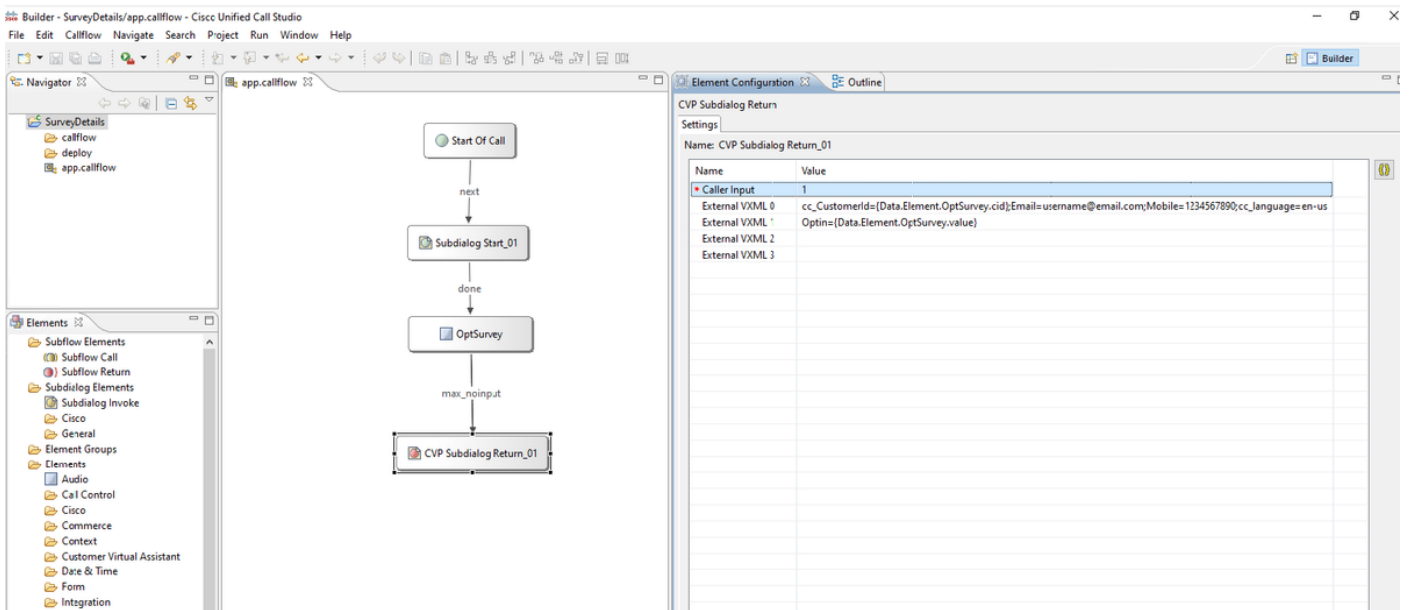 Builder - SurveyDetails/app.callflow - Cisco Unified Call Studio
File Edit Callflow Navigate Search Project Run Window Help
Builder
Navigator
SurveyDetails
callflow
deploy
app.callflow
Elements
Subflow Elements
Subflow Call
Subflow Return
Subdialog Elements
Subdialog Invoke
Cisco
General
Element Groups
Elements
Audio
Call Control
Cisco
Commerce
Context
Customer Virtual Assistant
Date & Time
Form
Integration
app.callflow
Start Of Call
next
Subdialog Start_01
done
OptSurvey
max_noinput
CVP Subdialog Return_01
Element Configuration
Outline
CVP Subdialog Return
Settings
Name: CVP Subdialog Return_01
Name Value
* Caller Input 1
External VXML 0 cc_CustomerId={Data.Element.OptSurvey.cid};Email=username@email.com;Mobile=1234567890;cc_language=en-us
External VXML 1 Optin={Data.Element.OptSurvey.value}
External VXML 2
External VXML 3